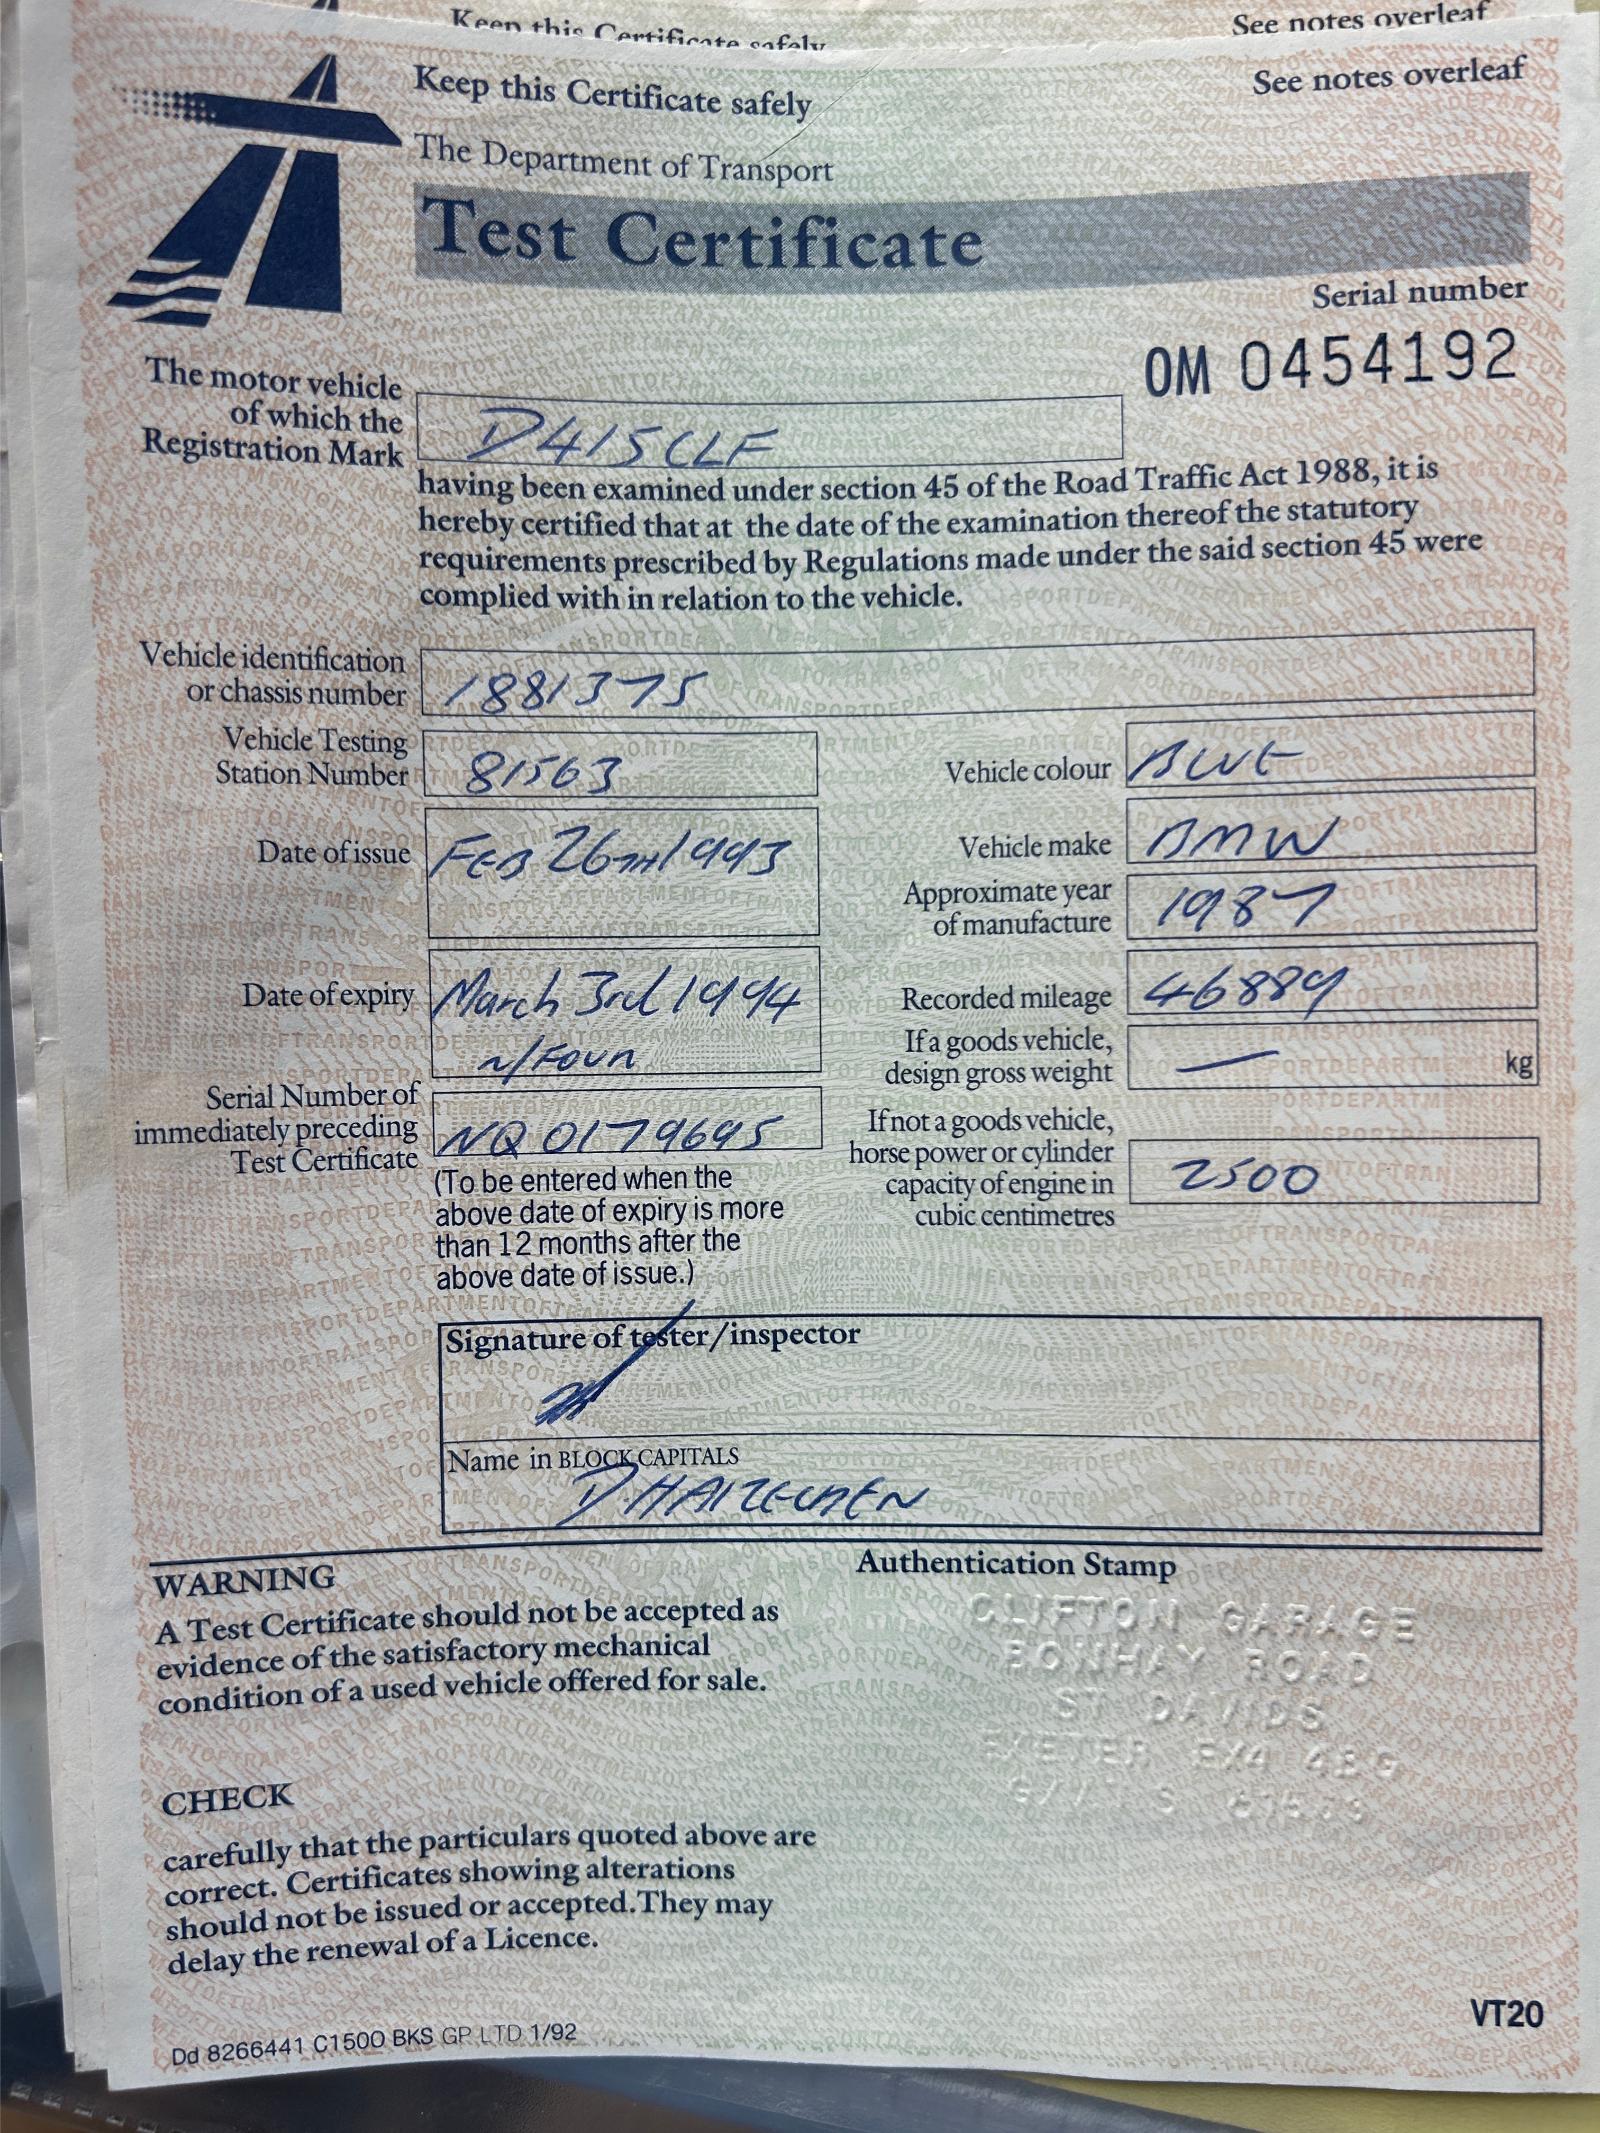 Keep this Certificate safely
See notes overleaf
Keep this Certificate safely
See notes overleaf
The Department of Transport
Test Certificate
Serial number
OM 0454192
The motor vehicle
of which the
Registration Mark
D415CLF
having been examined under section 45 of the Road Traffic Act 1988, it is
hereby certified that at the date of the examination thereof the statutory
requirements prescribed by Regulations made under the said section 45 were
complied with in relation to the vehicle.
Vehicle identification
or chassis number
1881375
Vehicle Testing
Station Number
81563
Vehicle colour
BLUE
Date of issue
FEB 26TH 1993
Vehicle make
BMW
Approximate year
of manufacture
1987
Date of expiry
March 3rd 1994
N/FOUR
Recorded mileage
46889
If a goods vehicle,
design gross weight
—
kg
Serial Number of
immediately preceding
Test Certificate
NQ 0179695
(To be entered when the
above date of expiry is more
than 12 months after the
above date of issue.)
If not a goods vehicle,
horse power or cylinder
capacity of engine in
cubic centimetres
2500
Signature of tester/inspector
Name in BLOCK CAPITALS
D.
WARNING
A Test Certificate should not be accepted as
evidence of the satisfactory mechanical
condition of a used vehicle offered for sale.
Authentication Stamp
CLIFTON GARAGE
BONHAY ROAD
ST DAVIDS
EXETER EX4 4BG
CHECK
carefully that the particulars quoted above are
correct. Certificates showing alterations
should not be issued or accepted. They may
delay the renewal of a Licence.
VT20
Dd 8266441 C1500 BKS GP LTD 1/92